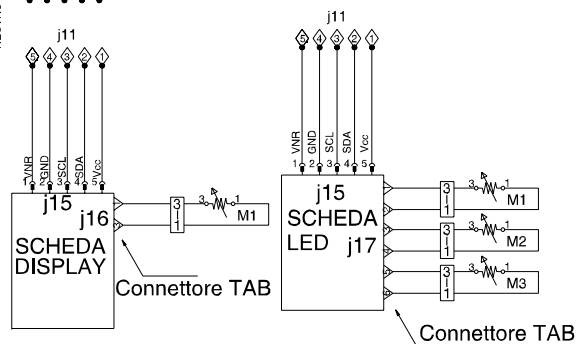 j11
5 4 3 2 1
VNR GND SCL SDA Vcc
1 2 3 4 5
j15
j16
SCHEDA
DISPLAY
3 1
3 1
M1
Connettore TAB
j11
5 4 3 2 1
VNR GND SCL SDA Vcc
1 2 3 4 5
j15
SCHEDA
LED j17
3 1
3 1
M1
3 1
3 1
M2
3 1
3 1
M3
Connettore TAB